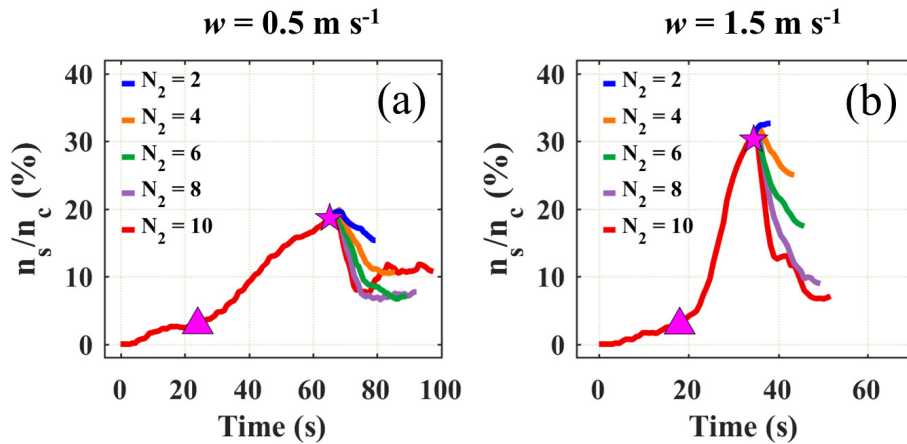 w = 0.5 m s⁻¹
w = 1.5 m s⁻¹
(a)
N₂ = 2
N₂ = 4
N₂ = 6
N₂ = 8
N₂ = 10
nₛ/n_c (%)
40
30
20
10
0
0 20 40 60 80 100
Time (s)
(b)
N₂ = 2
N₂ = 4
N₂ = 6
N₂ = 8
N₂ = 10
nₛ/n_c (%)
40
30
20
10
0
0 20 40 60
Time (s)